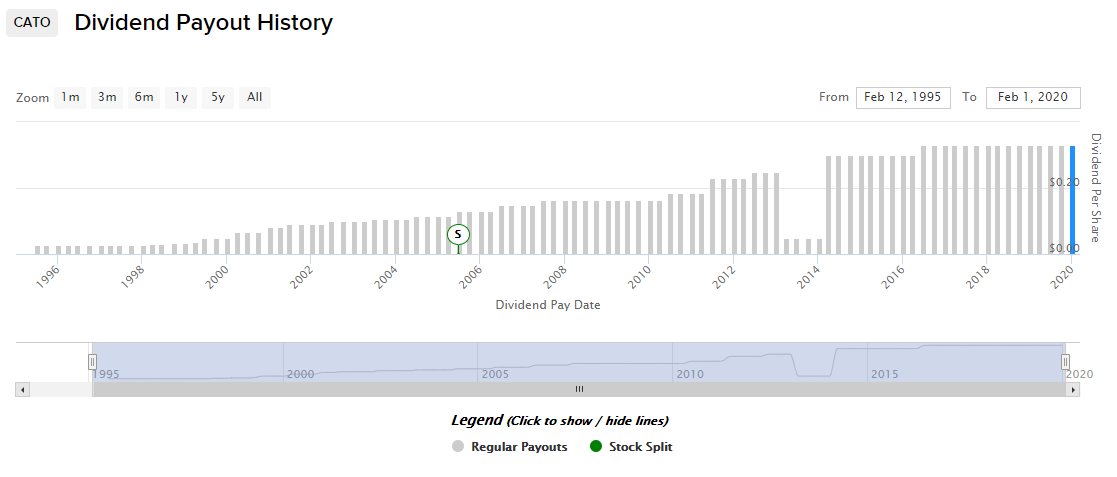 CATO Dividend Payout History
Zoom 1m 3m 6m 1y 5y All From Feb 12, 1995 To Feb 1, 2020
Dividend Per Share
$0.20
S
$0.00
1996 1998 2000 2002 2004 2006 2008 2010 2012 2014 2016 2018 2020
Dividend Pay Date
1995 2000 2005 2010 2015 2020
Legend (Click to show / hide lines)
Regular Payouts Stock Split